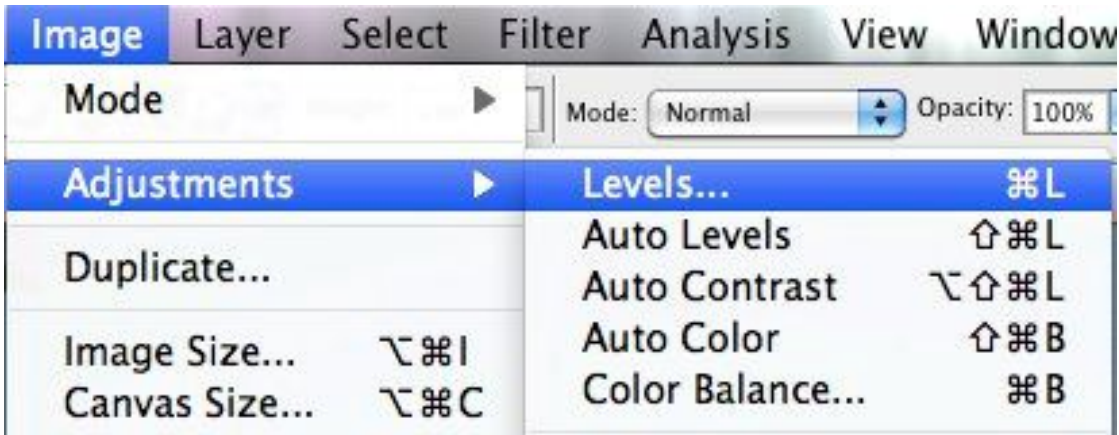 Image Layer Select Filter Analysis View Window
Mode ▶ Mode: Normal Opacity: 100%
Adjustments ▶ Levels... ⌘L
Auto Levels ⇧⌘L
Duplicate... Auto Contrast ⌥⇧⌘L
Auto Color ⇧⌘B
Image Size... ⌥⌘I
Canvas Size... ⌥⌘C Color Balance... ⌘B